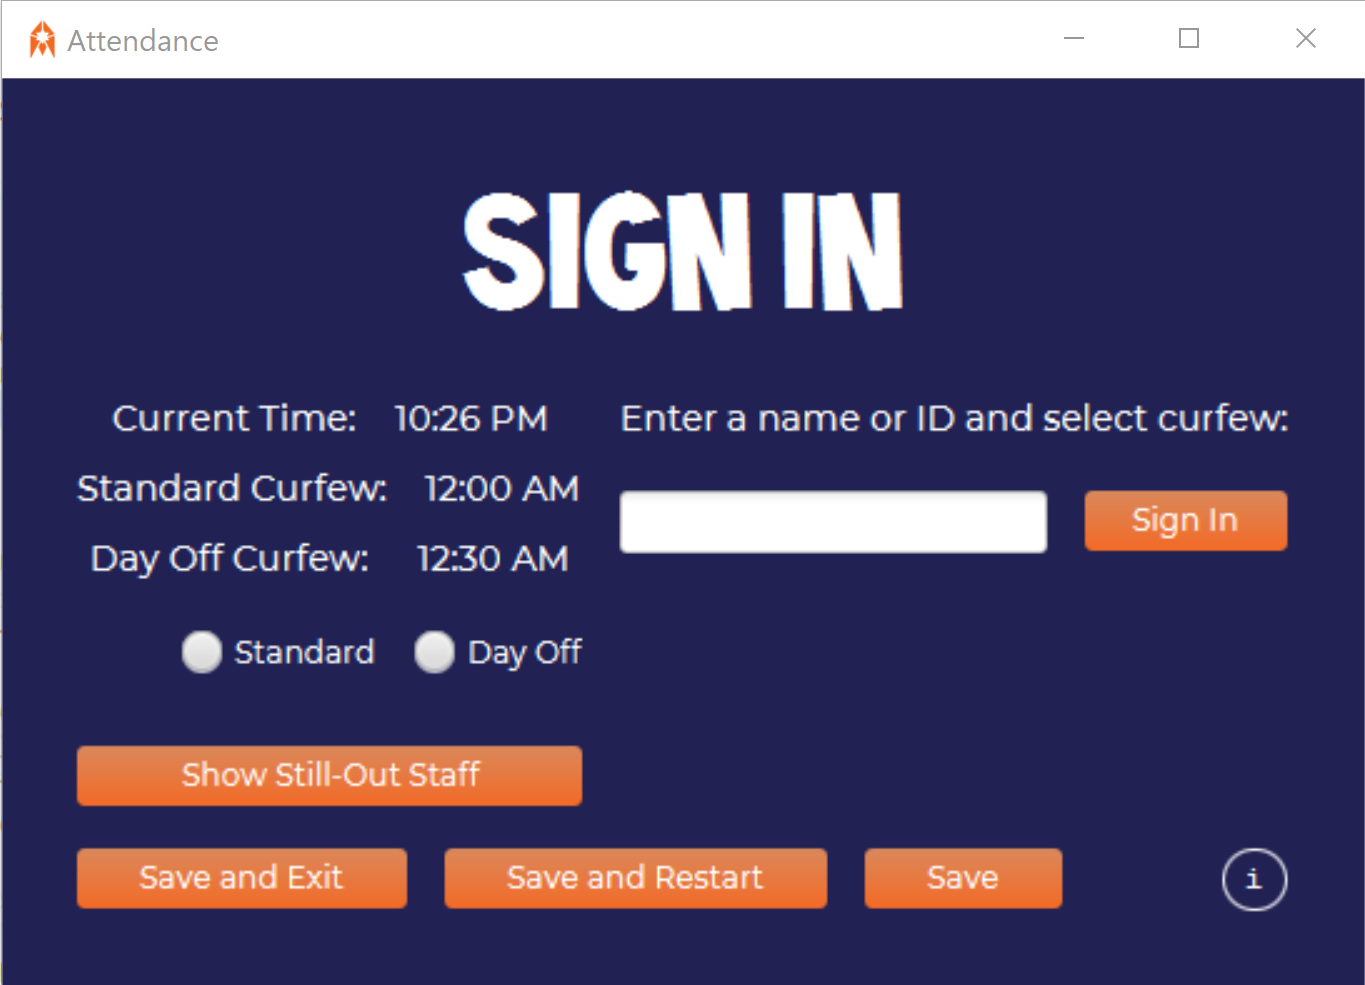 Attendance
SIGN IN
Current Time: 10:26 PM
Standard Curfew: 12:00 AM
Day Off Curfew: 12:30 AM
Standard Day Off
Enter a name or ID and select curfew:
Sign In
Show Still-Out Staff
Save and Exit Save and Restart Save i